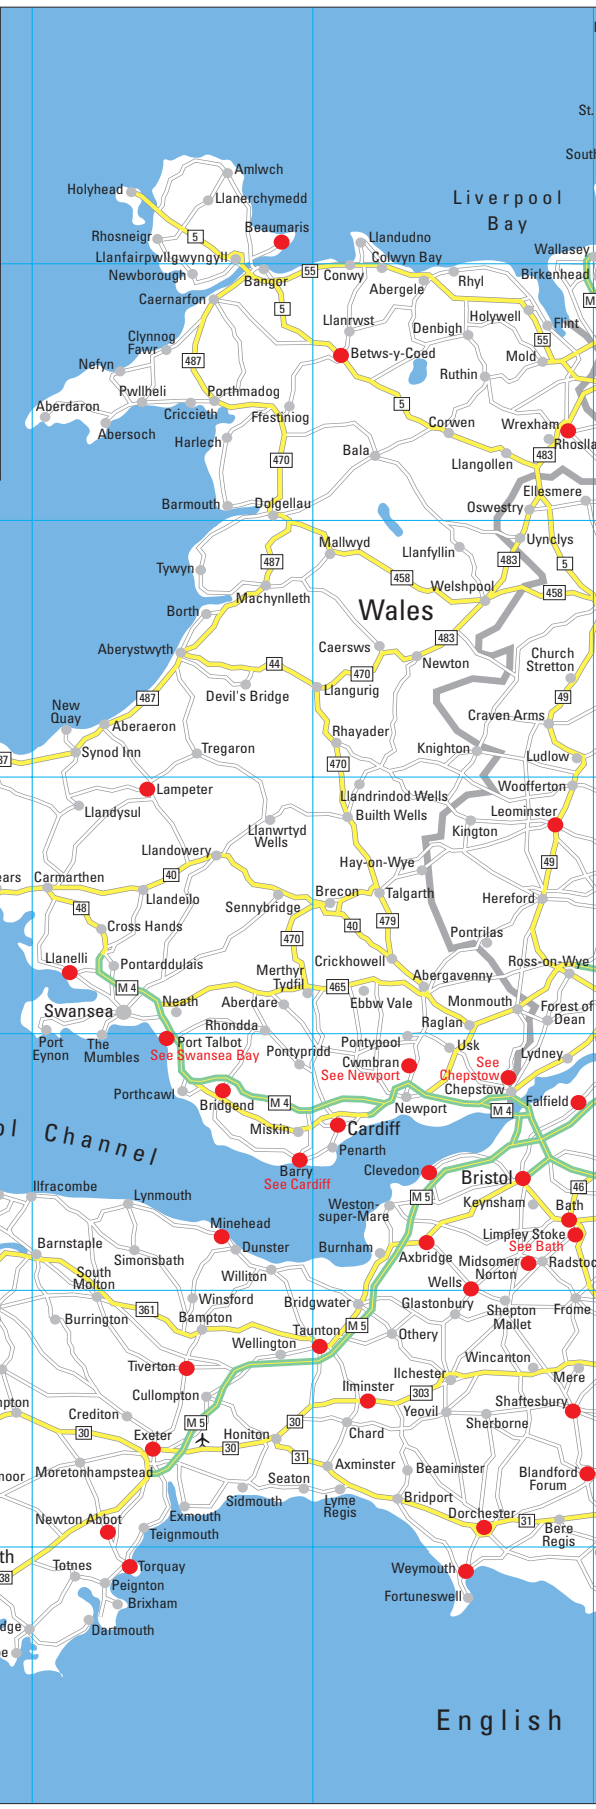 St.
South
Amlwch
Holyhead
Llanerchymedd
Liverpool
Bay
Beaumaris
Rhosneigr
5
Llandudno
Wallasey
Llanfairpwllgwyngyll
Colwyn Bay
Newborough
Bangor
55
Conwy
Rhyl
Birkenhead
Abergele
Caernarfon
M
5
Holywell
Llanrwst
Denbigh
Flint
Clynnog
Fawr
55
487
Betws-y-Coed
Mold
Nefyn
Ruthin
Pwllheli
Porthmadog
Aberdaron
Criccieth
Ffestiniog
5
Abersoch
Corwen
Wrexham
Harlech
Rhoslla
Bala
483
470
Llangollen
Ellesmere
Barmouth
Dolgellau
Oswestry
Mallwyd
Llanfyllin
Uynclys
487
483
5
Tywyn
458
Welshpool
458
Machynlleth
Borth
Wales
483
Aberystwyth
Caersws
Church
Stretton
44
470
Newton
Devil's Bridge
Llangurig
487
49
New
Quay
Aberaeron
Craven Arms
Rhayader
Synod Inn
Tregaron
Knighton
Ludlow
37
470
Lampeter
Llandrindod Wells
Woofferton
Llandysul
Builth Wells
Leominster
Llanwrtyd
Wells
Kington
Llandowery
Hay-on-Wye
49
ears
Carmarthen
40
Brecon
Talgarth
Llandeilo
Hereford
48
Sennybridge
Cross Hands
40
479
470
Pontrilas
Llanelli
Pontarddulais
Crickhowell
Ross-on-Wye
Merthyr
Tydfil
Abergavenny
M 4
465
Neath
Aberdare
Ebbw Vale
Monmouth
Forest of
Dean
Swansea
Rhondda
Raglan
Port
Eynon
The
Mumbles
Port Talbot
See Swansea Bay
Pontypool
Usk
Pontypridd
Cwmbran
See Newport
See
Chepstow
Lydney
Porthcawl
Chepstow
Bridgend
M 4
Newport
M 4
Falfield
Miskin
Cardiff
ol Channel
Penarth
Barry
See Cardiff
Clevedon
Bristol
Ilfracombe
Lynmouth
Weston-
super-Mare
M 5
46
Keynsham
Bath
Minehead
Limpley Stoke
See Bath
Barnstaple
Simonsbath
Dunster
Burnham
Axbridge
Midsomer
Norton
Radstoc
South
Molton
Williton
Wells
Winsford
Bridgwater
Glastonbury
Shepton
Mallet
Frome
361
Burrington
Bampton
Taunton
M 5
Othery
Wellington
Tiverton
Wincanton
Ilchester
Mere
Cullompton
Ilminster
303
Shaftesbury
mpton
Crediton
Yeovil
Sherborne
M 5
30
Chard
30
Exeter
30
Honiton
31
Axminster
Beaminster
moor
Moretonhampstead
Seaton
Blandford
Forum
Sidmouth
Lyme
Regis
Bridport
Exmouth
Newton Abbot
Teignmouth
Dorchester
31
Bere
Regis
th
38
Totnes
Torquay
Weymouth
Peignton
Brixham
Fortuneswell
dge
Dartmouth
e
English